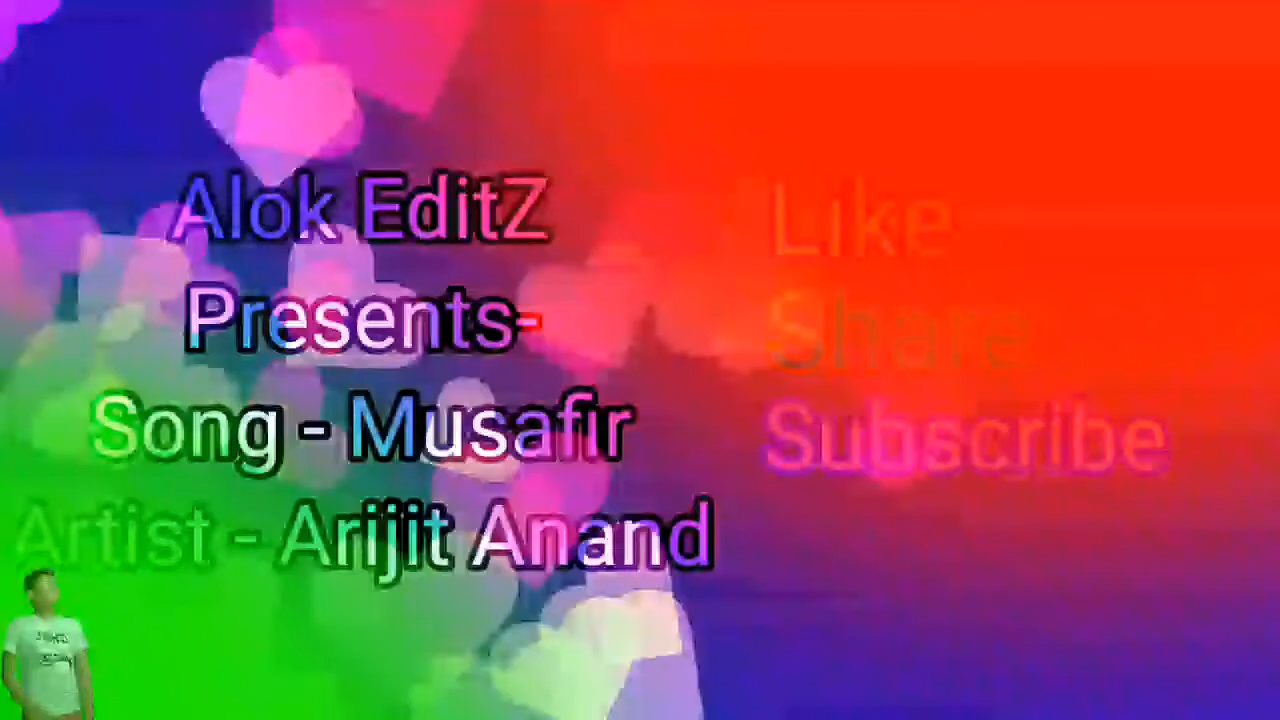 Alok EditZ
Presents-
Song - Musafir
Artist - Arijit Anand
Like
Share
Subscribe